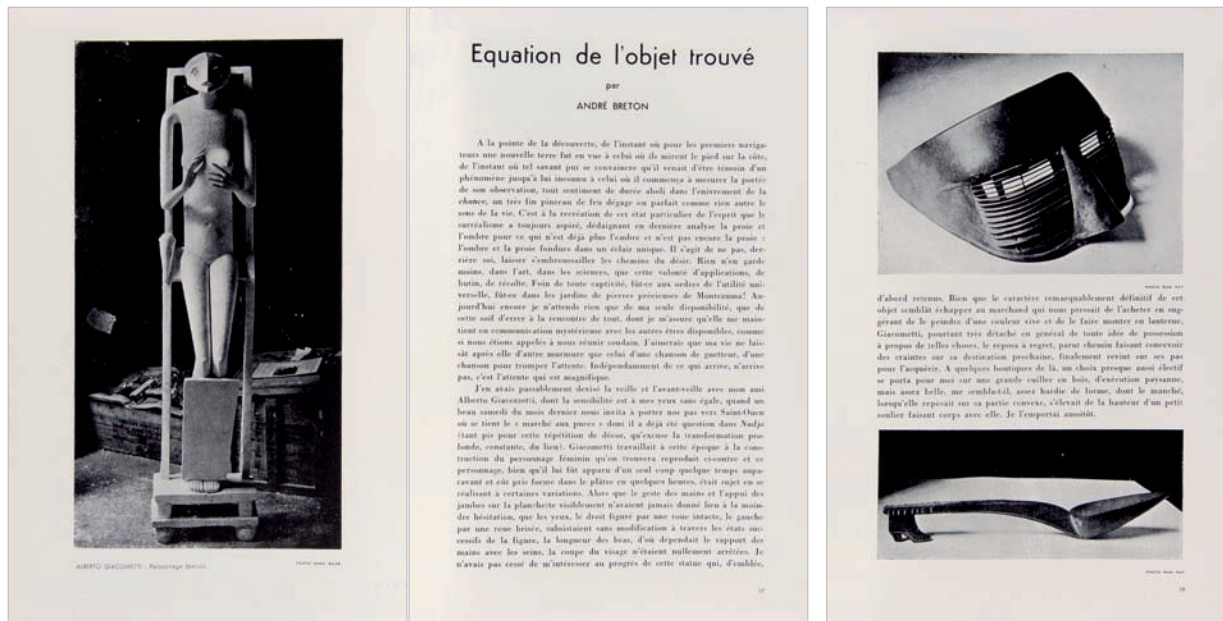 ALBERTO GIACOMETTI : Personnage féminin.
Equation de l'objet trouvé
par
ANDRÉ BRETON
A la pointe de la découverte, de l'instant où pour les premiers naviga-
teurs une nouvelle terre fut en vue à celui où ils mirent le pied sur la côte,
de l'instant où tel savant put se convaincre qu'il venait d'être témoin d'un
phénomène jusqu'à lui inconnu à celui où il commença à mesurer la portée
de son observation, tout sentiment de durée aboli dans l'enivrement de la
chance, un très fin pinceau de feu dégage ou parfait comme rien autre le
sens de la vie. C'est à la recréation de cet état particulier de l'esprit que le
surréalisme a toujours aspiré, dédaignant en dernière analyse la proie et
l'ombre pour ce qui n'est déjà plus l'ombre et n'est pas encore la proie :
l'ombre et la proie fondues dans un éclair unique. Il s'agit de ne pas, der-
rière soi, laisser s'embroussailler les chemins du désir. Rien n'en garde
moins, dans l'art, dans les sciences, que cette volonté d'applications, de
butin, de récolte. Foin de toute captivité, fût-ce aux ordres de l'utilité uni-
verselle, fût-ce dans les jardins de pierres précieuses de Montezuma! Au-
jourd'hui encore je n'attends rien que de ma seule disponibilité, que de
cette soif d'errer à la rencontre de tout, dont je m'assure qu'elle me main-
tient en communication mystérieuse avec les autres êtres disponibles, comme
si nous étions appelés à nous réunir soudain. J'aimerais que ma vie ne lais-
sât après elle d'autre murmure que celui d'une chanson de guetteur, d'une
chanson pour tromper l'attente. Indépendamment de ce qui arrive, n'arrive
pas, c'est l'attente qui est magnifique.
J'en avais passablement devisé la veille et l'avant-veille avec mon ami
Alberto Giacometti, dont la sensibilité est à mes yeux sans égale, quand un
beau samedi du mois dernier nous invita à porter nos pas vers Saint-Ouen
où se tient le « marché aux puces » dont il a déjà été question dans Nadja
(tant pis pour cette répétition de décor, qu'excuse la transformation pro-
fonde, constante, du lieu). Giacometti travaillait à cette époque à la cons-
truction du personnage féminin qu'on trouvera reproduit ci-contre et ce
personnage, bien qu'il lui fût apparu d'un seul coup quelque temps aupa-
ravant et eût pris forme dans le plâtre en quelques heures, était sujet en se
réalisant à certaines variations. Alors que le geste des mains et l'appui des
jambes sur la planchette visiblement n'avaient jamais donné lieu à la moin-
dre hésitation, que les yeux, le droit figuré par une roue intacte, le gauche
par une roue brisée, subsistaient sans modification à travers les états suc-
cessifs de la figure, la longueur des bras, d'où dépendait le rapport des
mains avec les seins, la coupe du visage n'étaient nullement arrêtées. Je
n'avais pas cessé de m'intéresser au progrès de cette statue qui, d'emblée,
PHOTO MAN RAY
d'abord retenus. Rien que le caractère remarquablement définitif de cet
objet semblât échapper au marchand qui nous pressait de l'acheter en sug-
gérant de le peindre d'une couleur vive et de le faire monter en lanterne,
Giacometti, pourtant très détaché en général de toute idée de possession
à propos de telles choses, le reposa à regret, parut chemin faisant concevoir
des craintes sur sa destination prochaine, finalement revint sur ses pas
pour l'acquérir. A quelques boutiques de là, un choix presque aussi électif
se porta pour moi sur une grande cuiller en bois, d'exécution paysanne,
mais assez belle, me sembla-t-il, assez hardie de forme, dont le manche,
lorsqu'elle reposait sur sa partie convexe, s'élevait de la hauteur d'un petit
soulier faisant corps avec elle. Je l'emportai aussitôt.
PHOTO MAN RAY